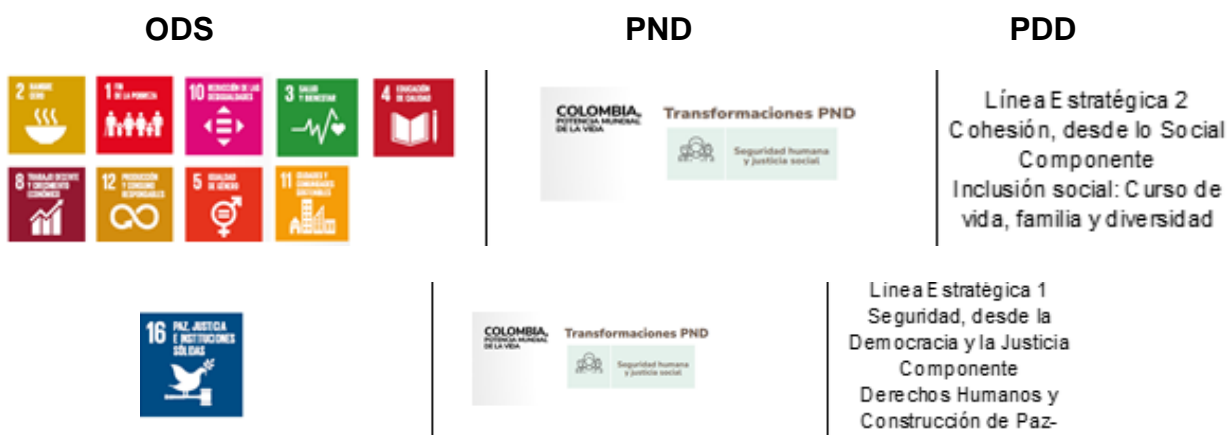 ODS PND PDD
2 HAMBRE
CERO
1 FIN
DE LA POBREZA
10 REDUCCIÓN DE LAS
DESIGUALDADES
3 SALUD
Y BIENESTAR
4 EDUCACIÓN
DE CALIDAD
8 TRABAJO DECENTE
Y CRECIMIENTO
ECONÓMICO
12 PRODUCCIÓN
Y CONSUMO
RESPONSABLES
5 IGUALDAD
DE GÉNERO
11 CIUDADES Y
COMUNIDADES
SOSTENIBLES
COLOMBIA,
POTENCIA MUNDIAL
DE LA VIDA
Transformaciones PND
Seguridad humana
y justicia social
Línea Estratégica 2
Cohesión, desde lo Social
Componente
Inclusión social: Curso de
vida, familia y diversidad
16 PAZ, JUSTICIA
E INSTITUCIONES
SÓLIDAS
COLOMBIA,
POTENCIA MUNDIAL
DE LA VIDA
Transformaciones PND
Seguridad humana
y justicia social
Línea Estratégica 1
Seguridad, desde la
Democracia y la Justicia
Componente
Derechos Humanos y
Construcción de Paz-